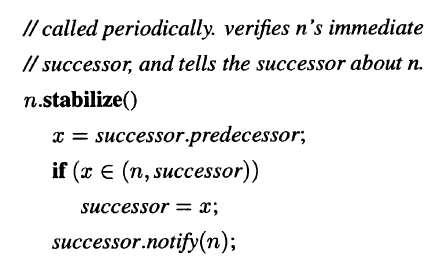 // called periodically. verifies n's immediate
// successor, and tells the successor about n.
n.stabilize()
x = successor.predecessor;
if (x ∈ (n, successor))
successor = x;
successor.notify(n);